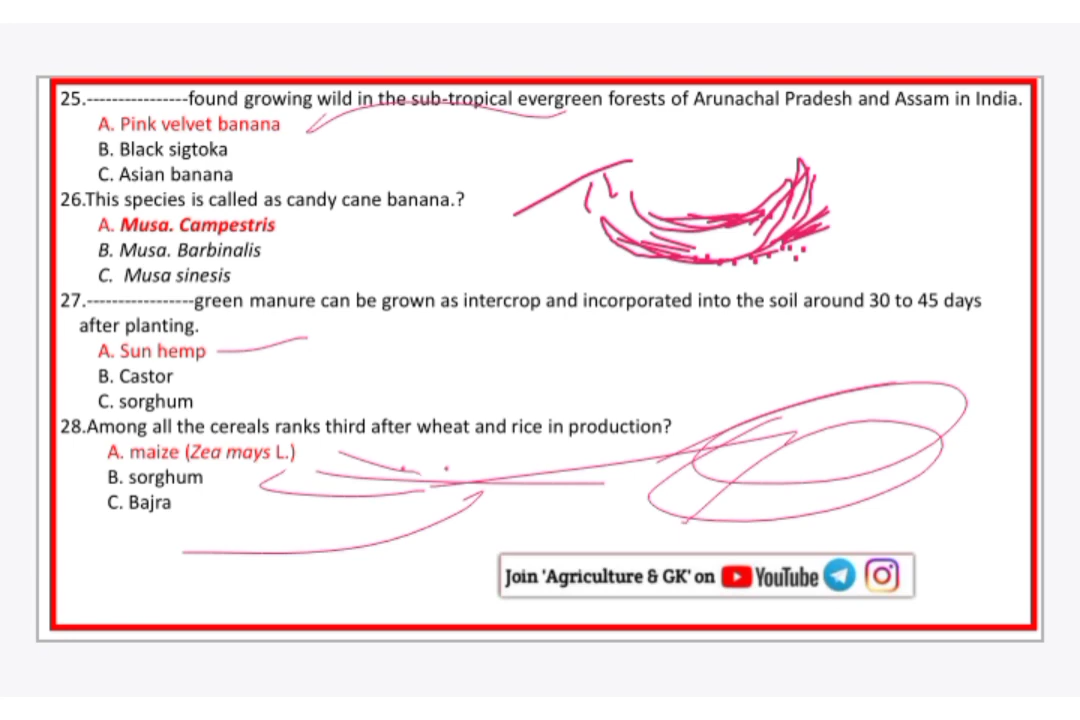 25.----------------found growing wild in the sub-tropical evergreen forests of Arunachal Pradesh and Assam in India.
A. Pink velvet banana
B. Black sigtoka
C. Asian banana
26.This species is called as candy cane banana.?
A. Musa. Campestris
B. Musa. Barbinalis
C. Musa sinesis
27.-----------------green manure can be grown as intercrop and incorporated into the soil around 30 to 45 days
after planting.
A. Sun hemp
B. Castor
C. sorghum
28.Among all the cereals ranks third after wheat and rice in production?
A. maize (Zea mays L.)
B. sorghum
C. Bajra
Join 'Agriculture & GK' on YouTube